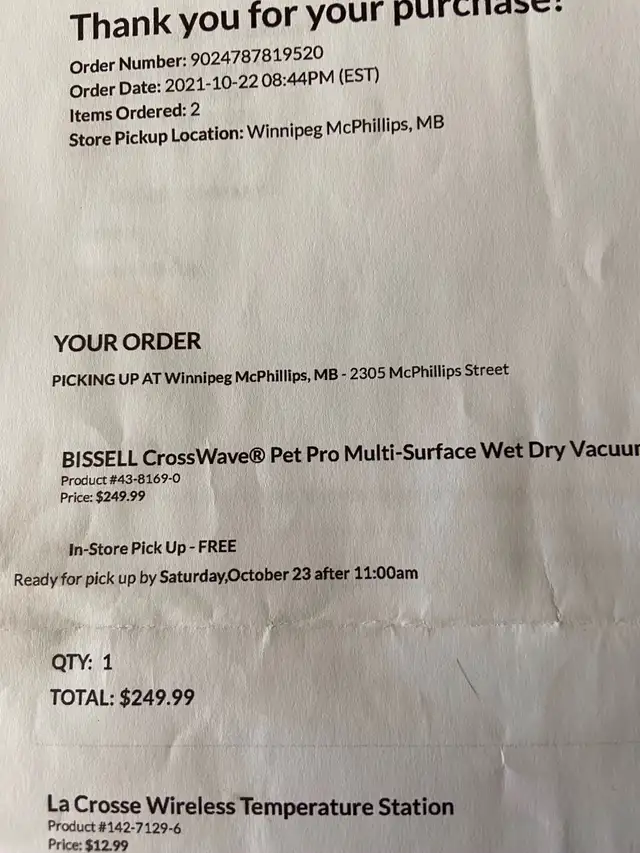 Thank you for your purchase!
Order Number: 9024787819520
Order Date: 2021-10-22 08:44PM (EST)
Items Ordered: 2
Store Pickup Location: Winnipeg McPhillips, MB
YOUR ORDER
PICKING UP AT Winnipeg McPhillips, MB - 2305 McPhillips Street
BISSELL CrossWave® Pet Pro Multi-Surface Wet Dry Vacuu
Product #43-8169-0
Price: $249.99
In-Store Pick Up - FREE
Ready for pick up by Saturday,October 23 after 11:00am
QTY: 1
TOTAL: $249.99
La Crosse Wireless Temperature Station
Product #142-7129-6
Price: $12.99